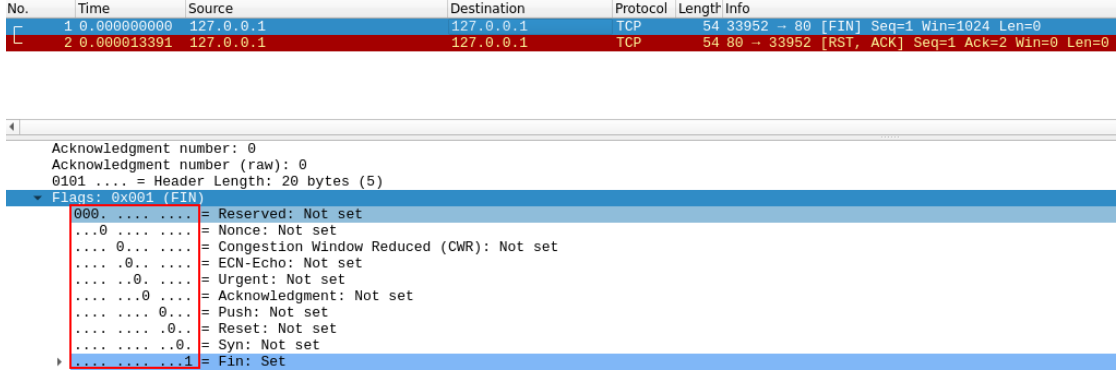 No. Time Source Destination Protocol Length Info
1 0.000000000 127.0.0.1 127.0.0.1 TCP 54 33952 → 80 [FIN] Seq=1 Win=1024 Len=0
2 0.000013391 127.0.0.1 127.0.0.1 TCP 54 80 → 33952 [RST, ACK] Seq=1 Ack=2 Win=0 Len=0
Acknowledgment number: 0
Acknowledgment number (raw): 0
0101 .... = Header Length: 20 bytes (5)
Flags: 0x001 (FIN)
000. .... .... = Reserved: Not set
...0 .... .... = Nonce: Not set
.... 0... .... = Congestion Window Reduced (CWR): Not set
.... .0.. .... = ECN-Echo: Not set
.... ..0. .... = Urgent: Not set
.... ...0 .... = Acknowledgment: Not set
.... .... 0... = Push: Not set
.... .... .0.. = Reset: Not set
.... .... ..0. = Syn: Not set
.... .... ...1 = Fin: Set